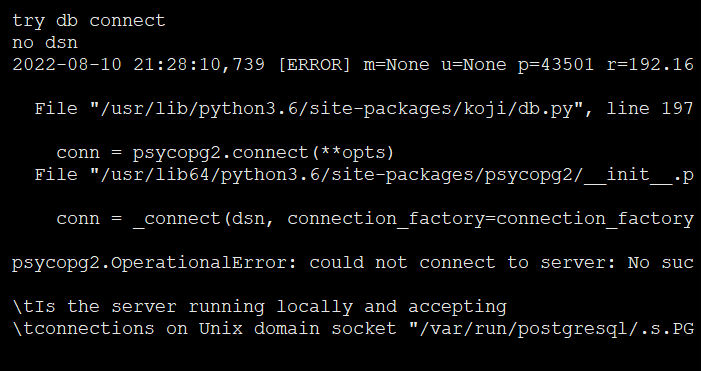 try db connect
no dsn
2022-08-10 21:28:10,739 [ERROR] m=None u=None p=43501 r=192.16
File "/usr/lib/python3.6/site-packages/koji/db.py", line 197
conn = psycopg2.connect(**opts)
File "/usr/lib64/python3.6/site-packages/psycopg2/__init__.p
conn = _connect(dsn, connection_factory=connection_factory
psycopg2.OperationalError: could not connect to server: No suc
\tIs the server running locally and accepting
\tconnections on Unix domain socket "/var/run/postgresql/.s.PG